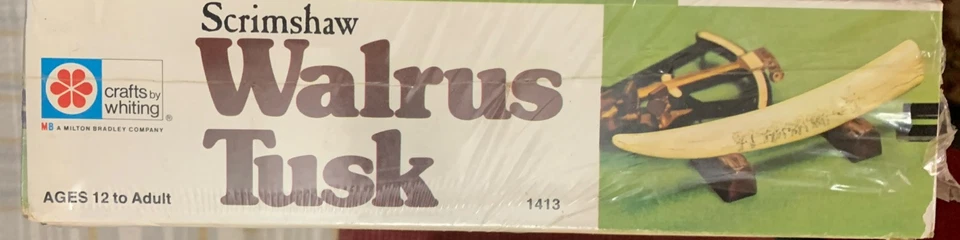 Scrimshaw
Walrus
Tusk
crafts by
whiting®
MB A MILTON BRADLEY COMPANY
AGES 12 to Adult
1413